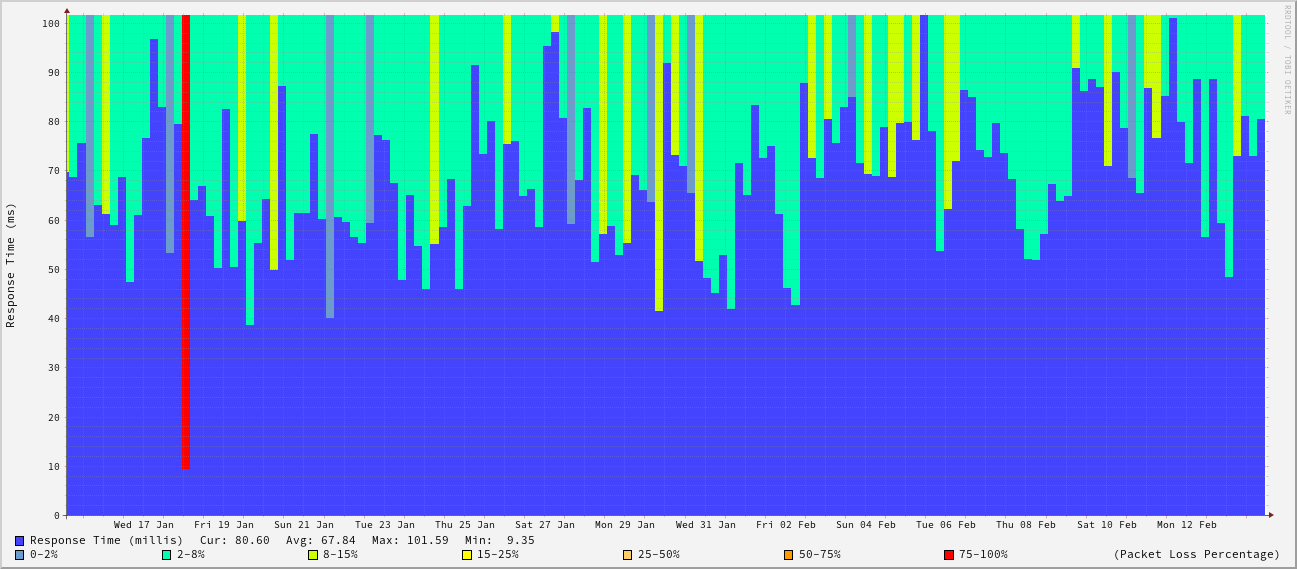 RRDTOOL / TOBI OETIKER
Response Time (ms)
100
90
80
70
60
50
40
30
20
10
0
Wed 17 Jan Fri 19 Jan Sun 21 Jan Tue 23 Jan Thu 25 Jan Sat 27 Jan Mon 29 Jan Wed 31 Jan Fri 02 Feb Sun 04 Feb Tue 06 Feb Thu 08 Feb Sat 10 Feb Mon 12 Feb
Response Time (millis) Cur: 80.60 Avg: 67.84 Max: 101.59 Min: 9.35
0-2% 2-8% 8-15% 15-25% 25-50% 50-75% 75-100% (Packet Loss Percentage)